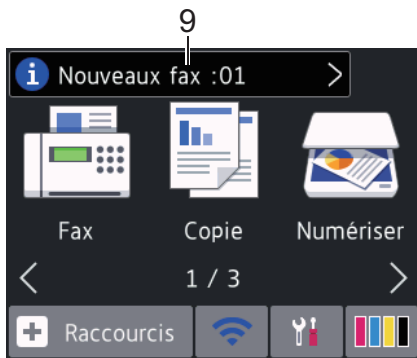 9
Nouveaux fax :01 >
Fax Copie Numériser
< 1 / 3 >
+ Raccourcis